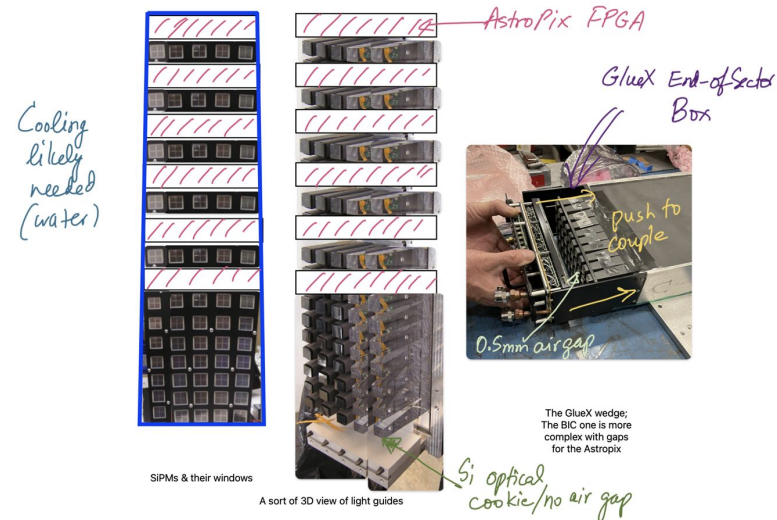 AstroPix FPGA
GlueX End-of-Sector
Box
Cooling
likely
needed
(water)
push to
couple
0.5mm air gap
The GlueX wedge;
The BIC one is more
complex with gaps
for the Astropix
SiPMs & their windows
Si optical
cookie/no air gap
A sort of 3D view of light guides